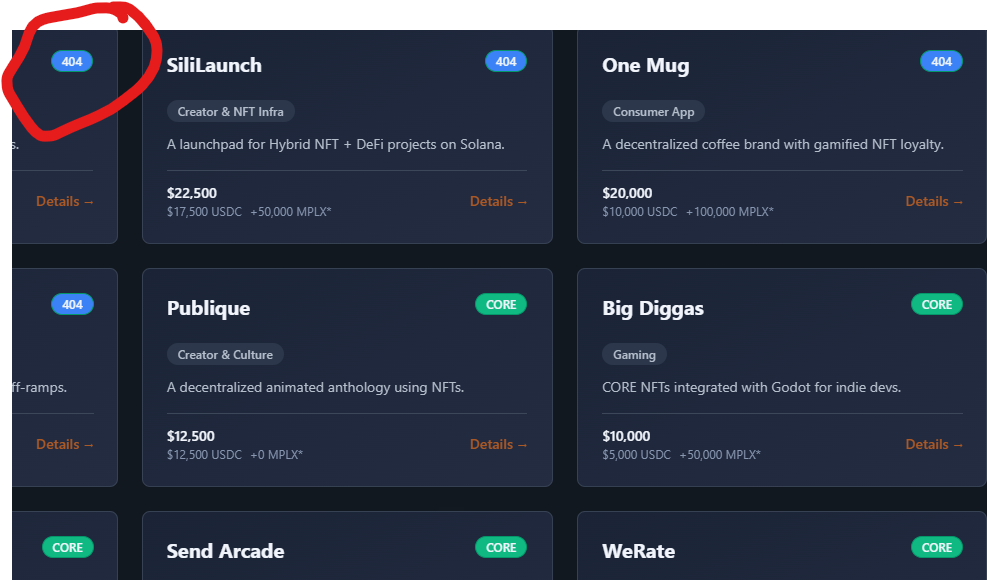 404
SiliLaunch
404
One Mug
404
Creator & NFT Infra
Consumer App
s.
A launchpad for Hybrid NFT + DeFi projects on Solana.
A decentralized coffee brand with gamified NFT loyalty.
Details →
$22,500
$17,500 USDC +50,000 MPLX*
Details →
$20,000
$10,000 USDC +100,000 MPLX*
Details →
404
Publique
CORE
Big Diggas
CORE
Creator & Culture
Gaming
ff-ramps.
A decentralized animated anthology using NFTs.
CORE NFTs integrated with Godot for indie devs.
Details →
$12,500
$12,500 USDC +0 MPLX*
Details →
$10,000
$5,000 USDC +50,000 MPLX*
Details →
CORE
Send Arcade
CORE
WeRate
CORE